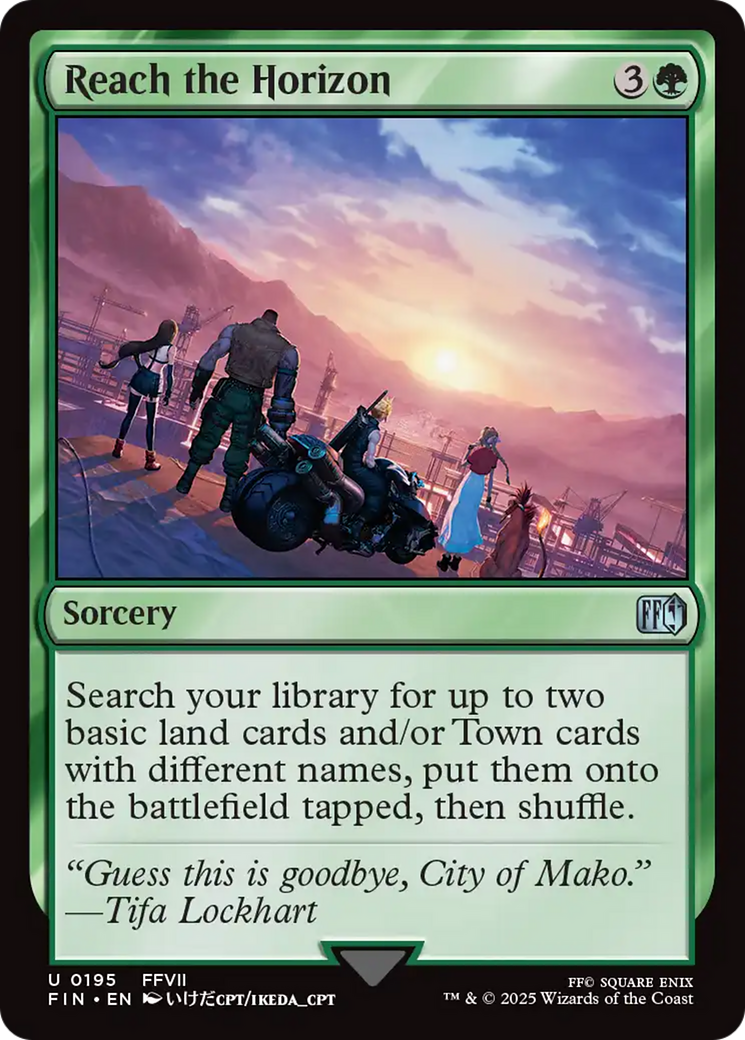 Reach the Horizon 3
Sorcery
Search your library for up to two
basic land cards and/or Town cards
with different names, put them onto
the battlefield tapped, then shuffle.
“Guess this is goodbye, City of Mako.”
—Tifa Lockhart
U 0195 FFVII
FIN • EN いけだCPT/IKEDA_CPT
FF© SQUARE ENIX
™ & © 2025 Wizards of the Coast